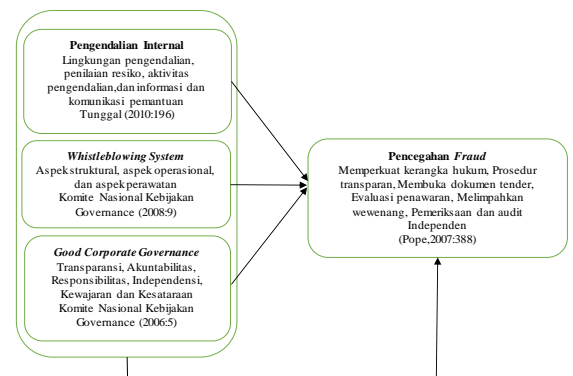 Pengendalian Internal
Lingkungan pengendalian,
penilaian resiko, aktivitas
pengendalian,dan informasi dan
komunikasi pemantuan
Tunggal (2010:196)
Whistleblowing System
Aspek struktural, aspek operasional,
dan aspek perawatan
Komite Nasional Kebijakan
Governance (2008:9)
Good Corporate Governance
Transparansi, Akuntabilitas,
Responsibilitas, Independensi,
Kewajaran dan Kesataraan
Komite Nasional Kebijakan
Governance (2006:5)
Pencegahan Fraud
Memperkuat kerangka hukum, Prosedur
transparan, Membuka dokumen tender,
Evaluasi penawaran, Melimpahkan
wewenang, Pemeriksaan dan audit
Independen
(Pope,2007:388)